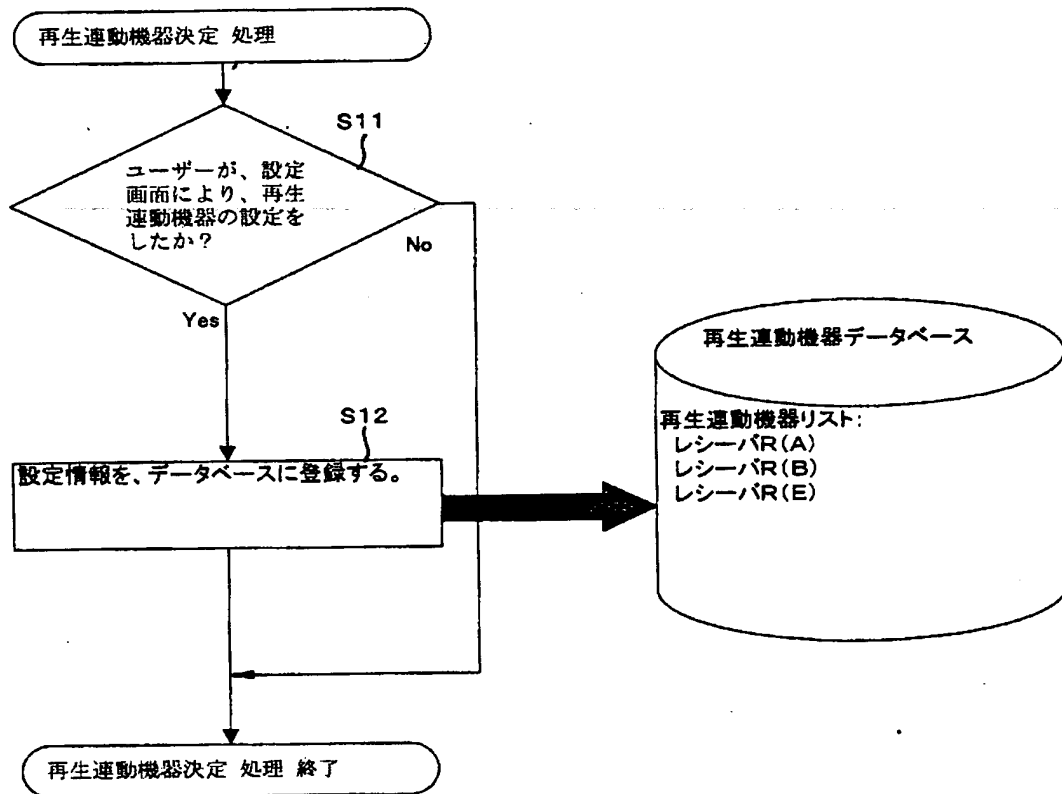 再生連動機器決定 処理
S11
ユーザーが、設定
画面により、再生
連動機器の設定を
したか？
No
Yes
S12
設定情報を、データベースに登録する。
再生連動機器データベース
再生連動機器リスト：
レシーバR(A)
レシーバR(B)
レシーバR(E)
再生連動機器決定 処理 終了